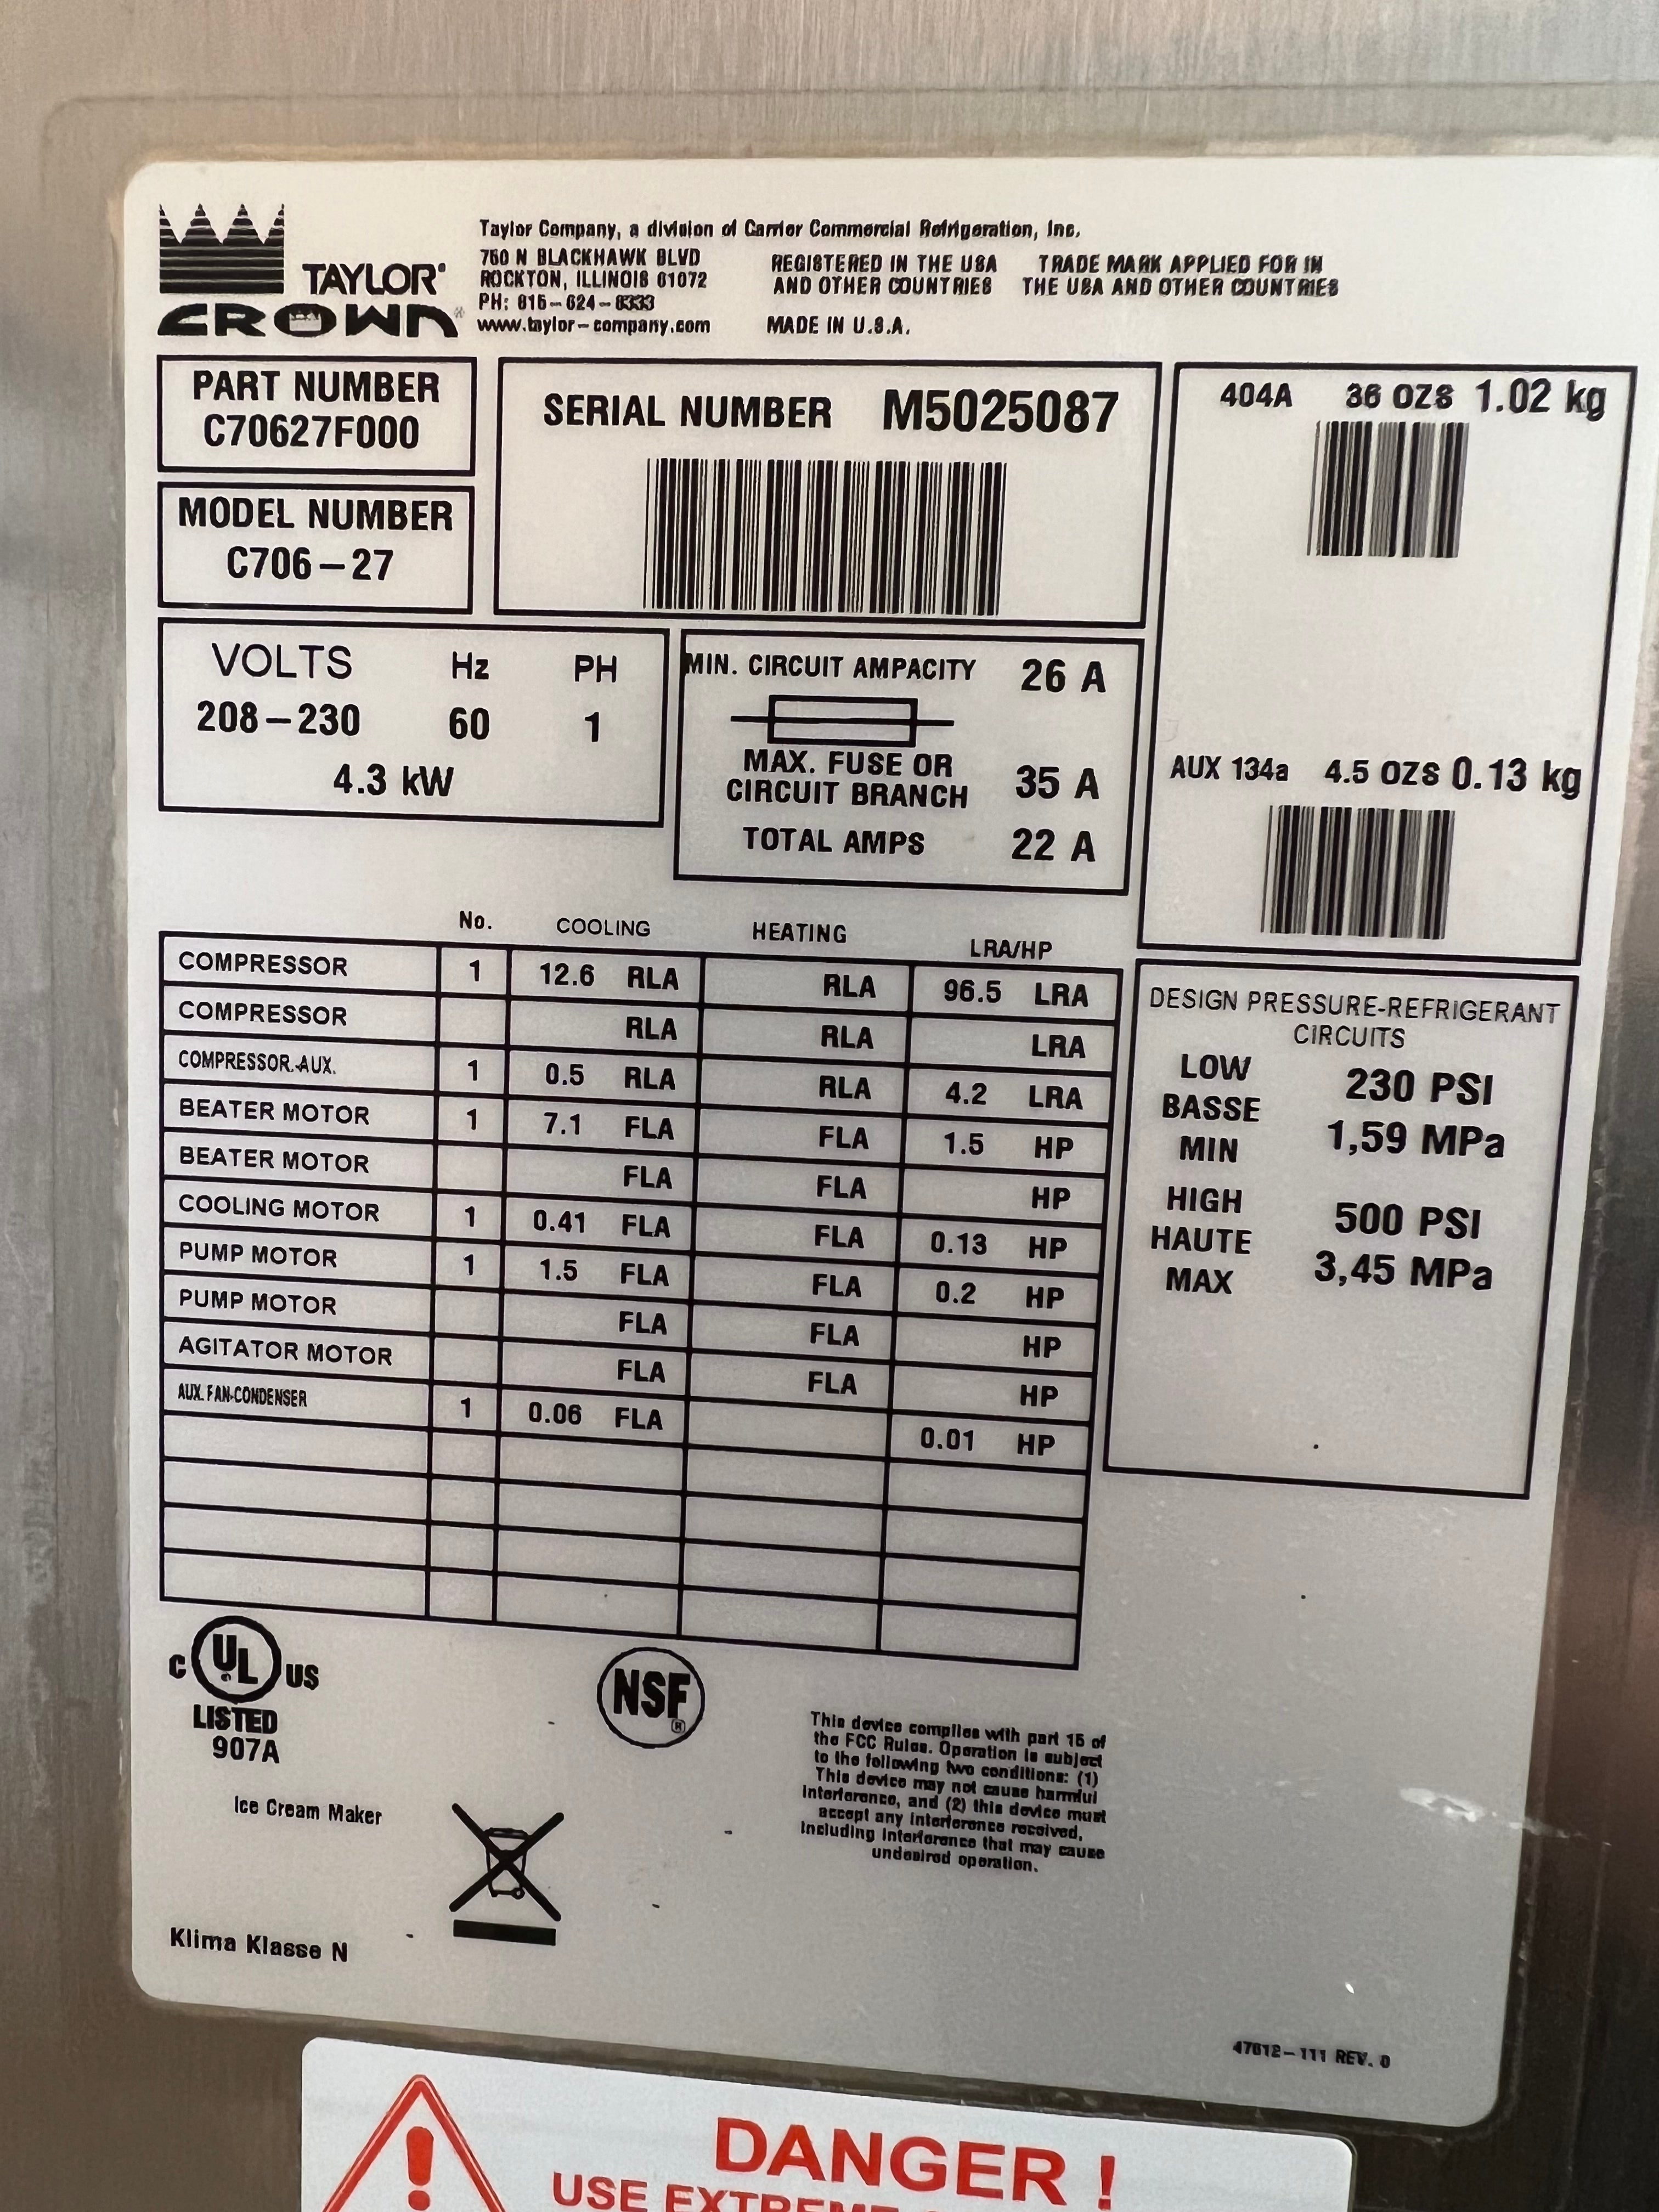 TAYLOR®
CROWN®
Taylor Company, a division of Carrier Commercial Refrigeration, Inc.
750 N BLACKHAWK BLVD
ROCKTON, ILLINOIS 61072
PH: 815-624-8333
www.taylor-company.com
REGISTERED IN THE USA
AND OTHER COUNTRIES
TRADE MARK APPLIED FOR IN
THE USA AND OTHER COUNTRIES
MADE IN U.S.A.
PART NUMBER
C70627F000
MODEL NUMBER
C706-27
SERIAL NUMBER M5025087
404A 36 OZS 1.02 kg
AUX 134a 4.5 OZS 0.13 kg
VOLTS Hz PH
208-230 60 1
4.3 kW
MIN. CIRCUIT AMPACITY 26 A
MAX. FUSE OR
CIRCUIT BRANCH 35 A
TOTAL AMPS 22 A
No. COOLING HEATING LRA/HP
COMPRESSOR 1 12.6 RLA RLA 96.5 LRA
COMPRESSOR RLA RLA LRA
COMPRESSOR.-AUX. 1 0.5 RLA RLA 4.2 LRA
BEATER MOTOR 1 7.1 FLA FLA 1.5 HP
BEATER MOTOR FLA FLA HP
COOLING MOTOR 1 0.41 FLA FLA 0.13 HP
PUMP MOTOR 1 1.5 FLA FLA 0.2 HP
PUMP MOTOR FLA FLA HP
AGITATOR MOTOR FLA FLA HP
AUX. FAN-CONDENSER 1 0.06 FLA 0.01 HP
DESIGN PRESSURE-REFRIGERANT
CIRCUITS
LOW
BASSE
MIN
230 PSI
1,59 MPa
HIGH
HAUTE
MAX
500 PSI
3,45 MPa
C UL US
LISTED
907A
NSF®
Ice Cream Maker
Klima Klasse N
This device complies with part 15 of
the FCC Rules. Operation is subject
to the following two conditions: (1)
This device may not cause harmful
interference, and (2) this device must
accept any interference received,
including interference that may cause
undesired operation.
47612-111 REV. 0
DANGER !
USE EXTREME